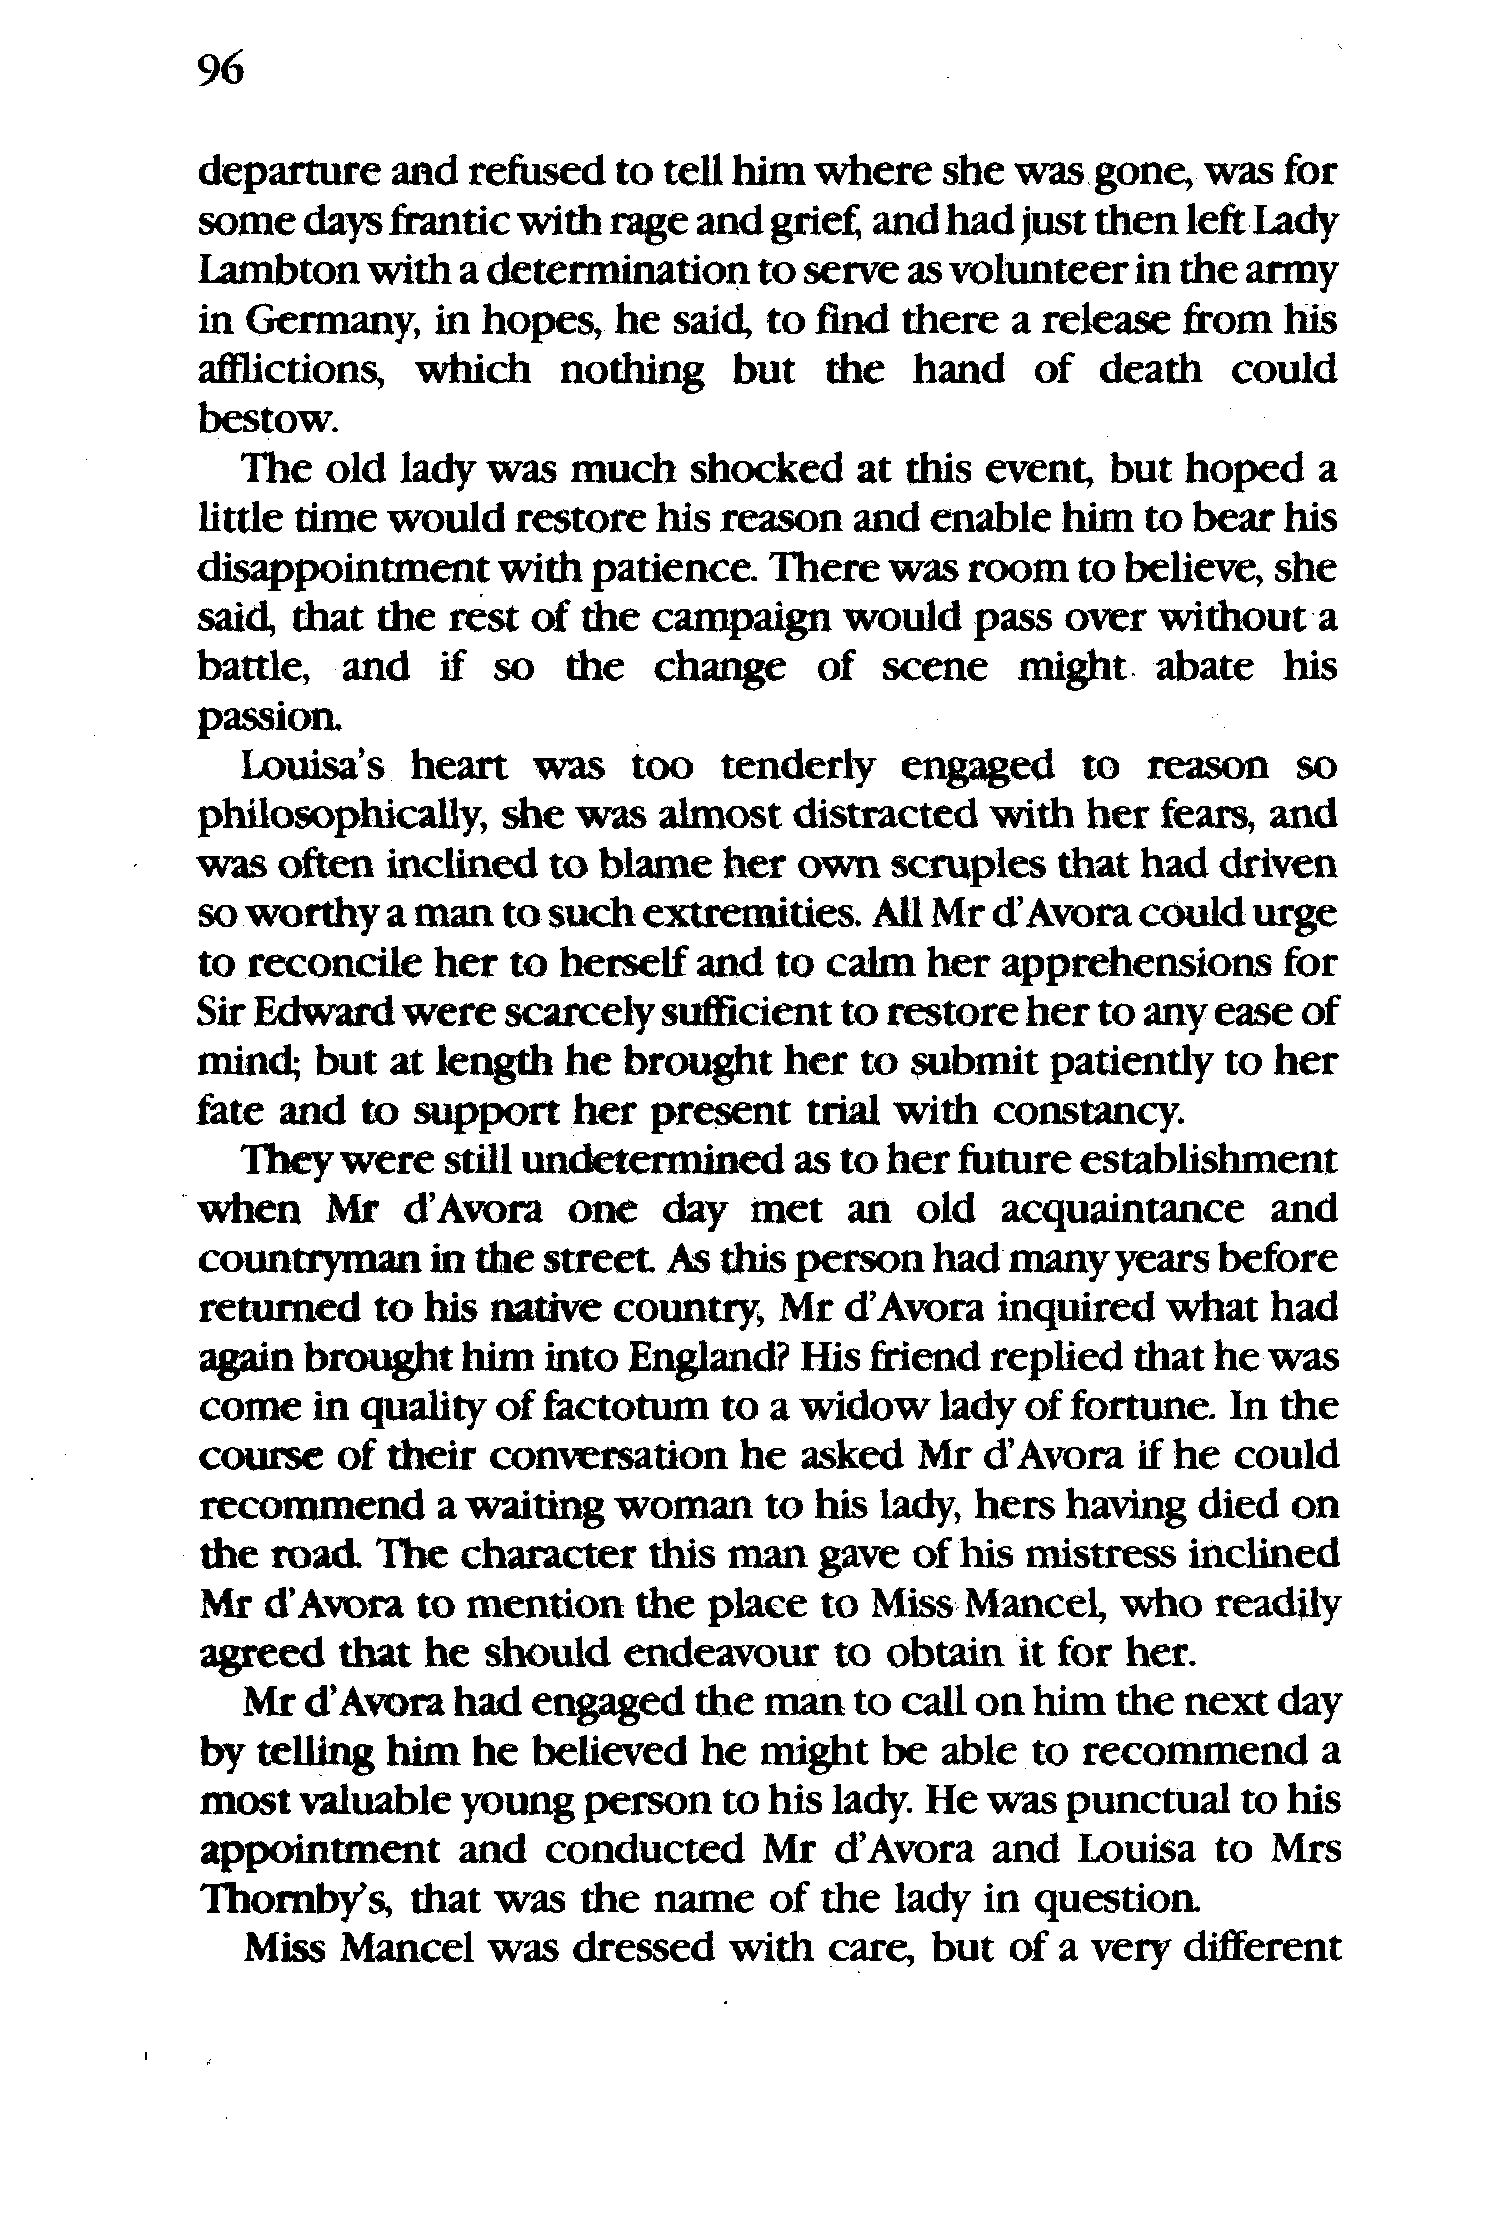 96
departure and refused to tell him where she was gone, was for
some days frantic with rage and grief, and had just then left Lady
Lambton with a determination to serve as volunteer in the army
in Germany, in hopes, he said, to find there a release from his
afflictions, which nothing but the hand of death could
bestow.
The old lady was much shocked at this event, but hoped a
little time would restore his reason and enable him to bear his
disappointment with patience. There was room to believe, she
said, that the rest of the campaign would pass over without a
battle, and if so the change of scene might abate his
passion.
Louisa's heart was too tenderly engaged to reason so
philosophically, she was almost distracted with her fears, and
was often inclined to blame her own scruples that had driven
so worthy a man to such extremities. All Mr d'Avora could urge
to reconcile her to herself and to calm her apprehensions for
Sir Edward were scarcely sufficient to restore her to any ease of
mind; but at length he brought her to submit patiently to her
fate and to support her present trial with constancy.
They were still undetermined as to her future establishment
when Mr d'Avora one day met an old acquaintance and
countryman in the street. As this person had many years before
returned to his native country, Mr d'Avora inquired what had
again brought him into England? His friend replied that he was
come in quality of factotum to a widow lady of fortune. In the
course of their conversation he asked Mr d'Avora if he could
recommend a waiting woman to his lady, hers having died on
the road. The character this man gave of his mistress inclined
Mr d'Avora to mention the place to Miss Mancel, who readily
agreed that he should endeavour to obtain it for her.
Mr d'Avora had engaged the man to call on him the next day
by telling him he believed he might be able to recommend a
most valuable young person to his lady. He was punctual to his
appointment and conducted Mr d'Avora and Louisa to Mrs
Thornby's, that was the name of the lady in question.
Miss Mancel was dressed with care, but of a very different